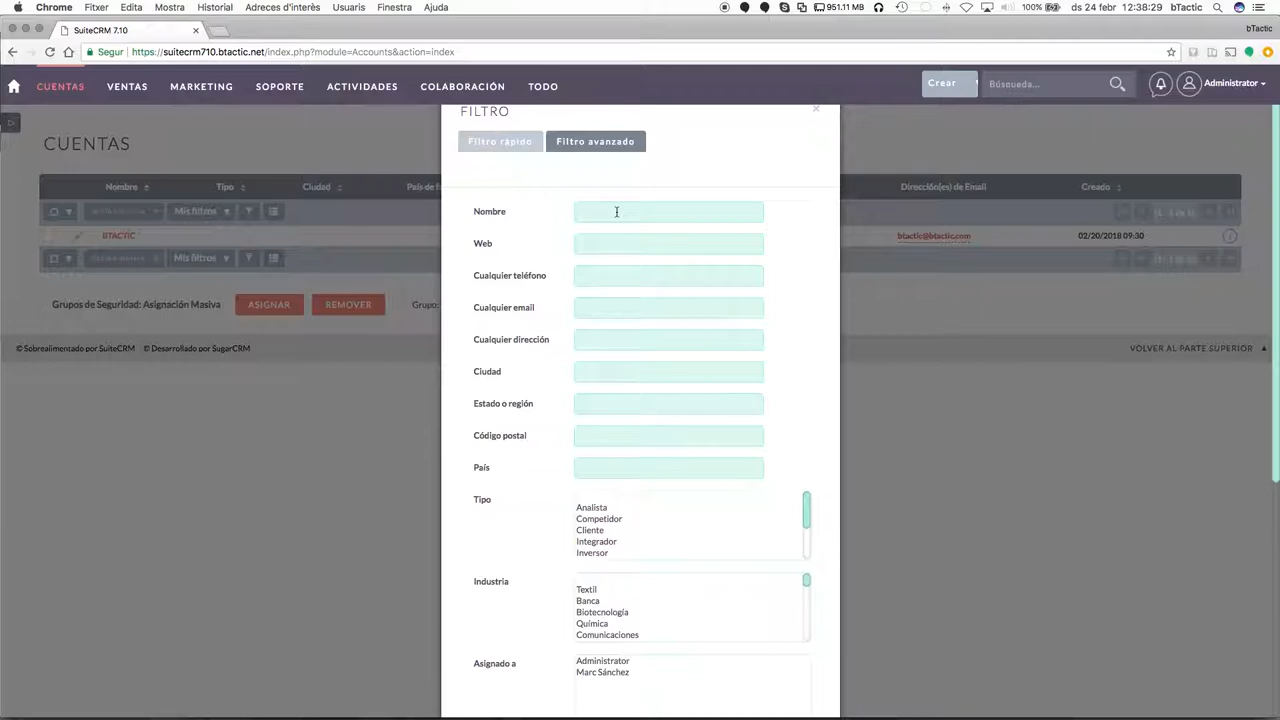 Chrome Fitxer Edita Mostra Historial Adreces d'interès Usuaris Finestra Ajuda 951.11 MB 100% ds 24 febr 12:38:29 bTactic
SuiteCRM 7.10 bTactic
Segur https://suitecrm710.btactic.net/index.php?module=Accounts&action=index
CUENTAS VENTAS MARKETING SOPORTE ACTIVIDADES COLABORACIÓN TODO Crear Búsqueda... Administrator
FILTRO
CUENTAS Filtro rápido Filtro avanzado
Nombre Tipo Ciudad País de Dirección(es) de Email Creado
Mis filtros Nombre
BTACTIC btactic@btactic.com 02/20/2018 09:30
Web
Mis filtros
Cualquier teléfono
Grupos de Seguridad: Asignación Masiva ASIGNAR REMOVER Grupo:
Cualquier email
Cualquier dirección
© Sobrealimentado por SuiteCRM © Desarrollado por SugarCRM VOLVER AL PARTE SUPERIOR
Ciudad
Estado o región
Código postal
País
Tipo
Analista
Competidor
Cliente
Integrador
Inversor
Industria
Textil
Banca
Biotecnología
Química
Comunicaciones
Asignado a
Administrator
Marc Sánchez